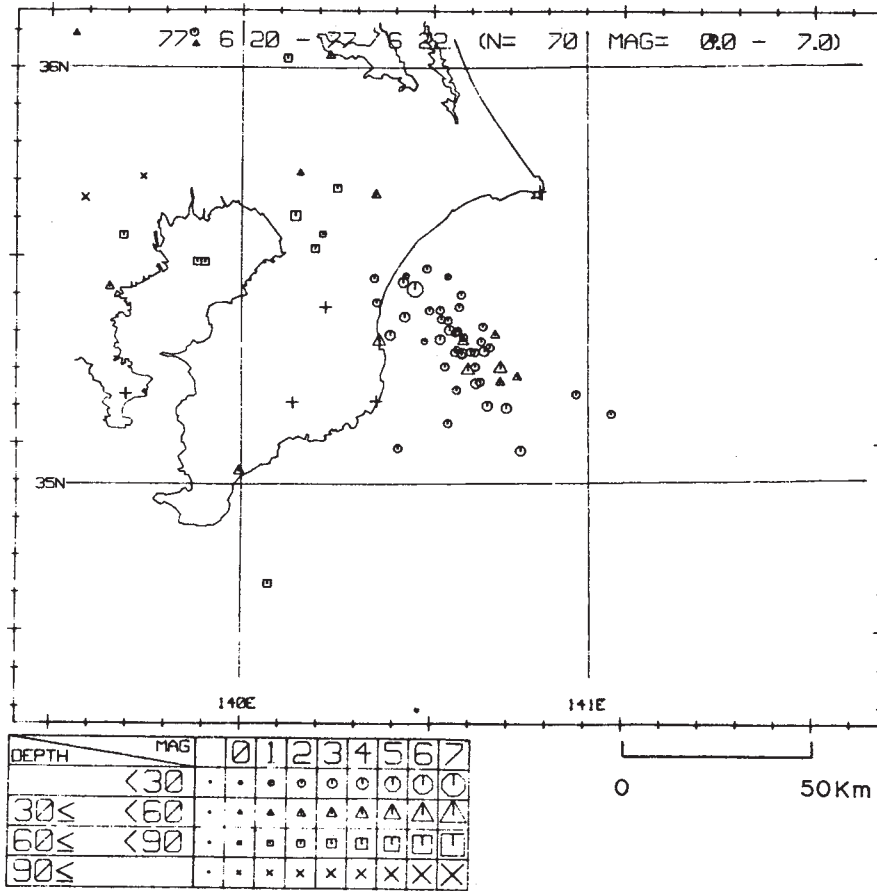 77 6 20 - 77 6 22 (N= 70 MAG= 0.0 - 7.0)
36N
35N
140E 141E
DEPTH MAG 0 1 2 3 4 5 6 7
<30
30≤ <60
60≤ <90
90≤
0 50Km